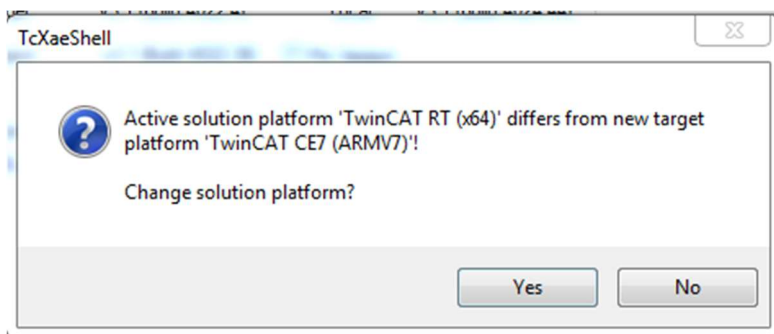 TcXaeShell
Active solution platform 'TwinCAT RT (x64)' differs from new target
platform 'TwinCAT CE7 (ARMV7)'!
Change solution platform?
Yes
No